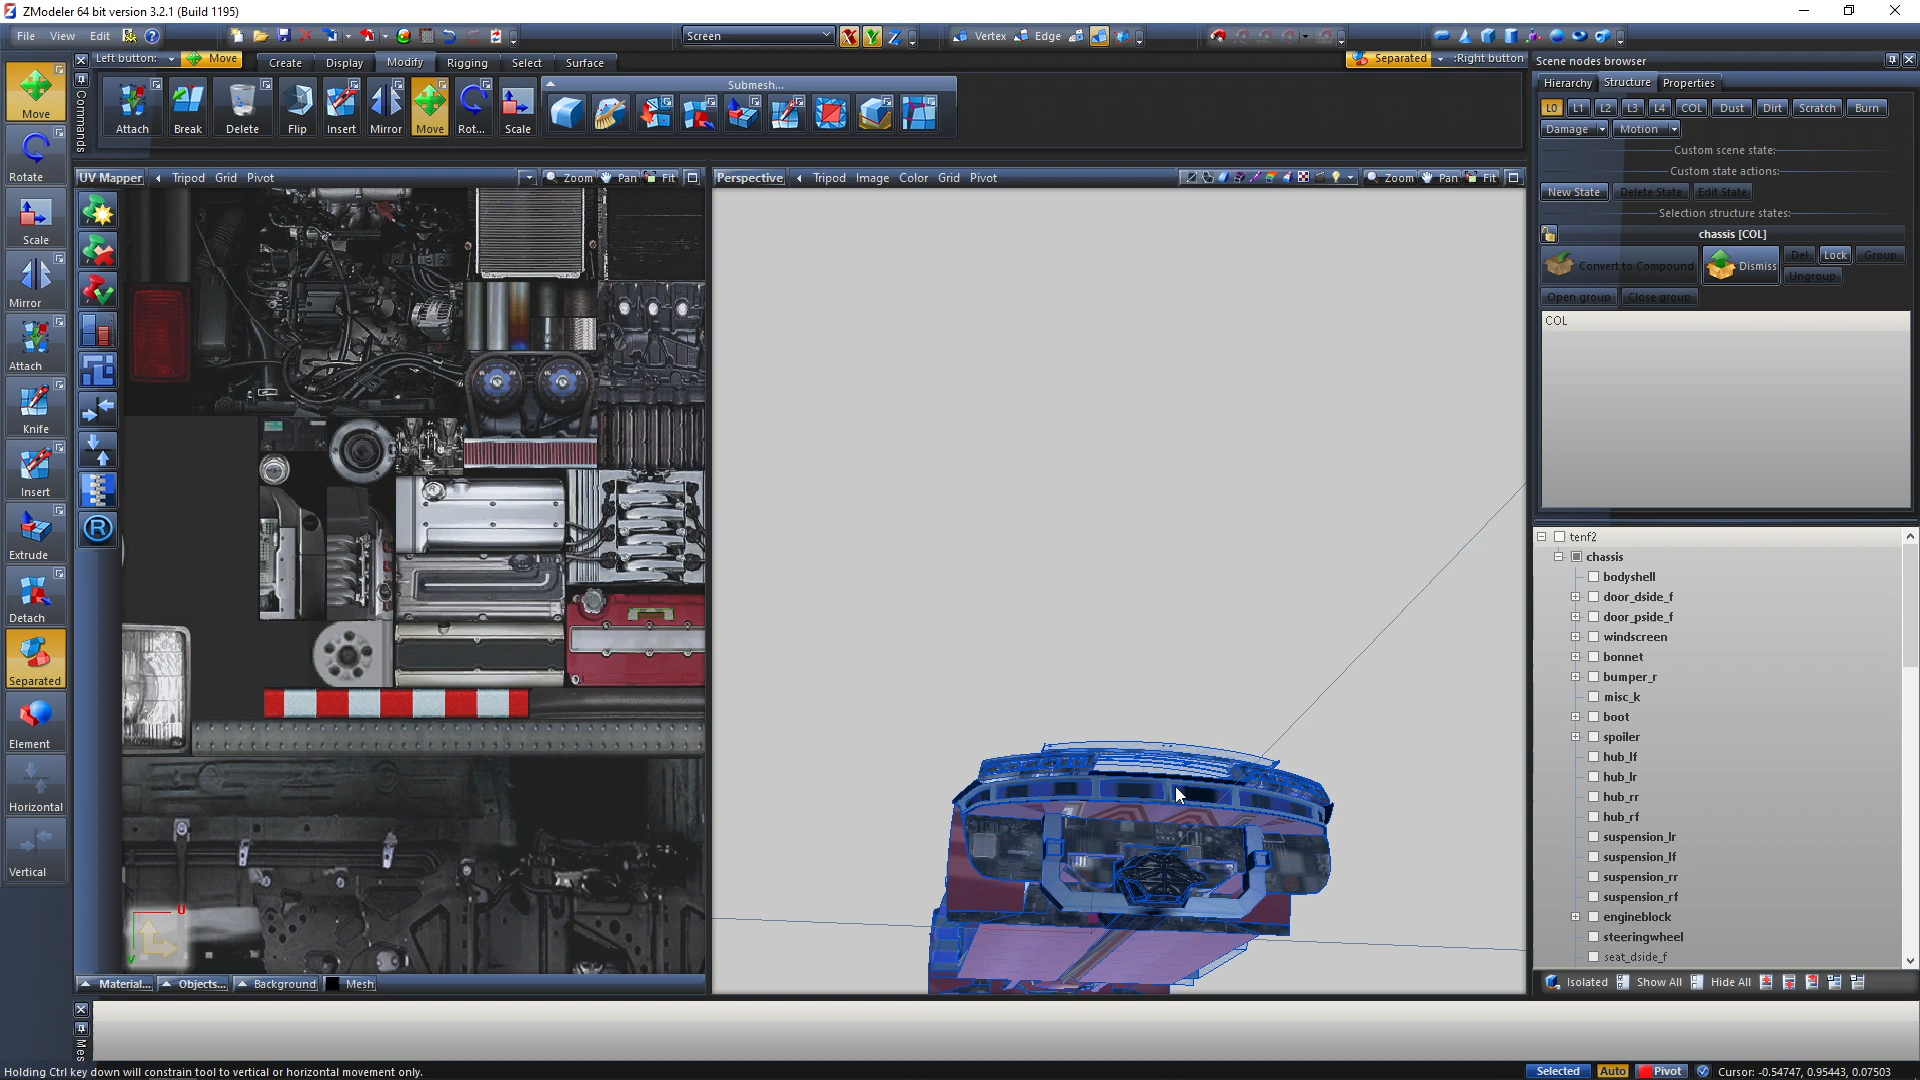 ZModeler 64 bit version 3.2.1 (Build 1195)
File View Edit
Screen
Vertex Edge
Left button: Move
Create Display Modify Rigging Select Surface
Separated :Right button
Commands
Attach Break Delete Flip Insert Mirror Move Rot... Scale
Submesh...
Move
Rotate
Scale
Mirror
Attach
Knife
Insert
Extrude
Detach
Separated
Element
Horizontal
Vertical
UV Mapper Tripod Grid Pivot Zoom Pan Fit
Perspective Tripod Image Color Grid Pivot Zoom Pan Fit
U
V
Material... Objects... Background Mesh
Scene nodes browser
Hierarchy Structure Properties
L0 L1 L2 L3 L4 COL Dust Dirt Scratch Burn
Damage Motion
Custom scene state:
Custom state actions:
New State Delete State Edit State
Selection structure states:
chassis [COL]
Convert to Compound Dismiss Del Lock Group
Ungroup
Open group Close group
COL
tenf2
chassis
bodyshell
door_dside_f
door_pside_f
windscreen
bonnet
bumper_r
misc_k
boot
spoiler
hub_lf
hub_lr
hub_rr
hub_rf
suspension_lr
suspension_lf
suspension_rr
suspension_rf
engineblock
steeringwheel
seat_dside_f
Isolated Show All Hide All
Mes
Holding Ctrl key down will constrain tool to vertical or horizontal movement only.
Selected Auto Pivot Cursor: -0.54747, 0.95443, 0.07503